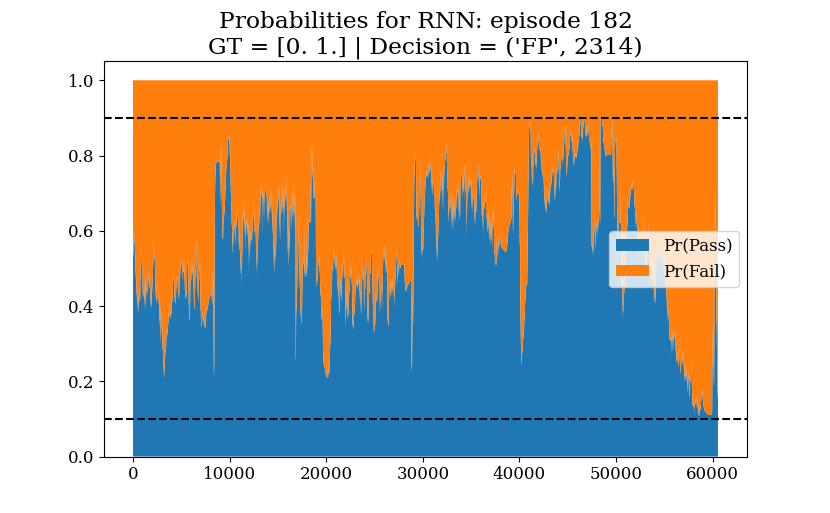 Probabilities for RNN: episode 182
GT = [0. 1.] | Decision = ('FP', 2314)
1.0
0.8
0.6
0.4
0.2
0.0
Pr(Pass)
Pr(Fail)
0 10000 20000 30000 40000 50000 60000